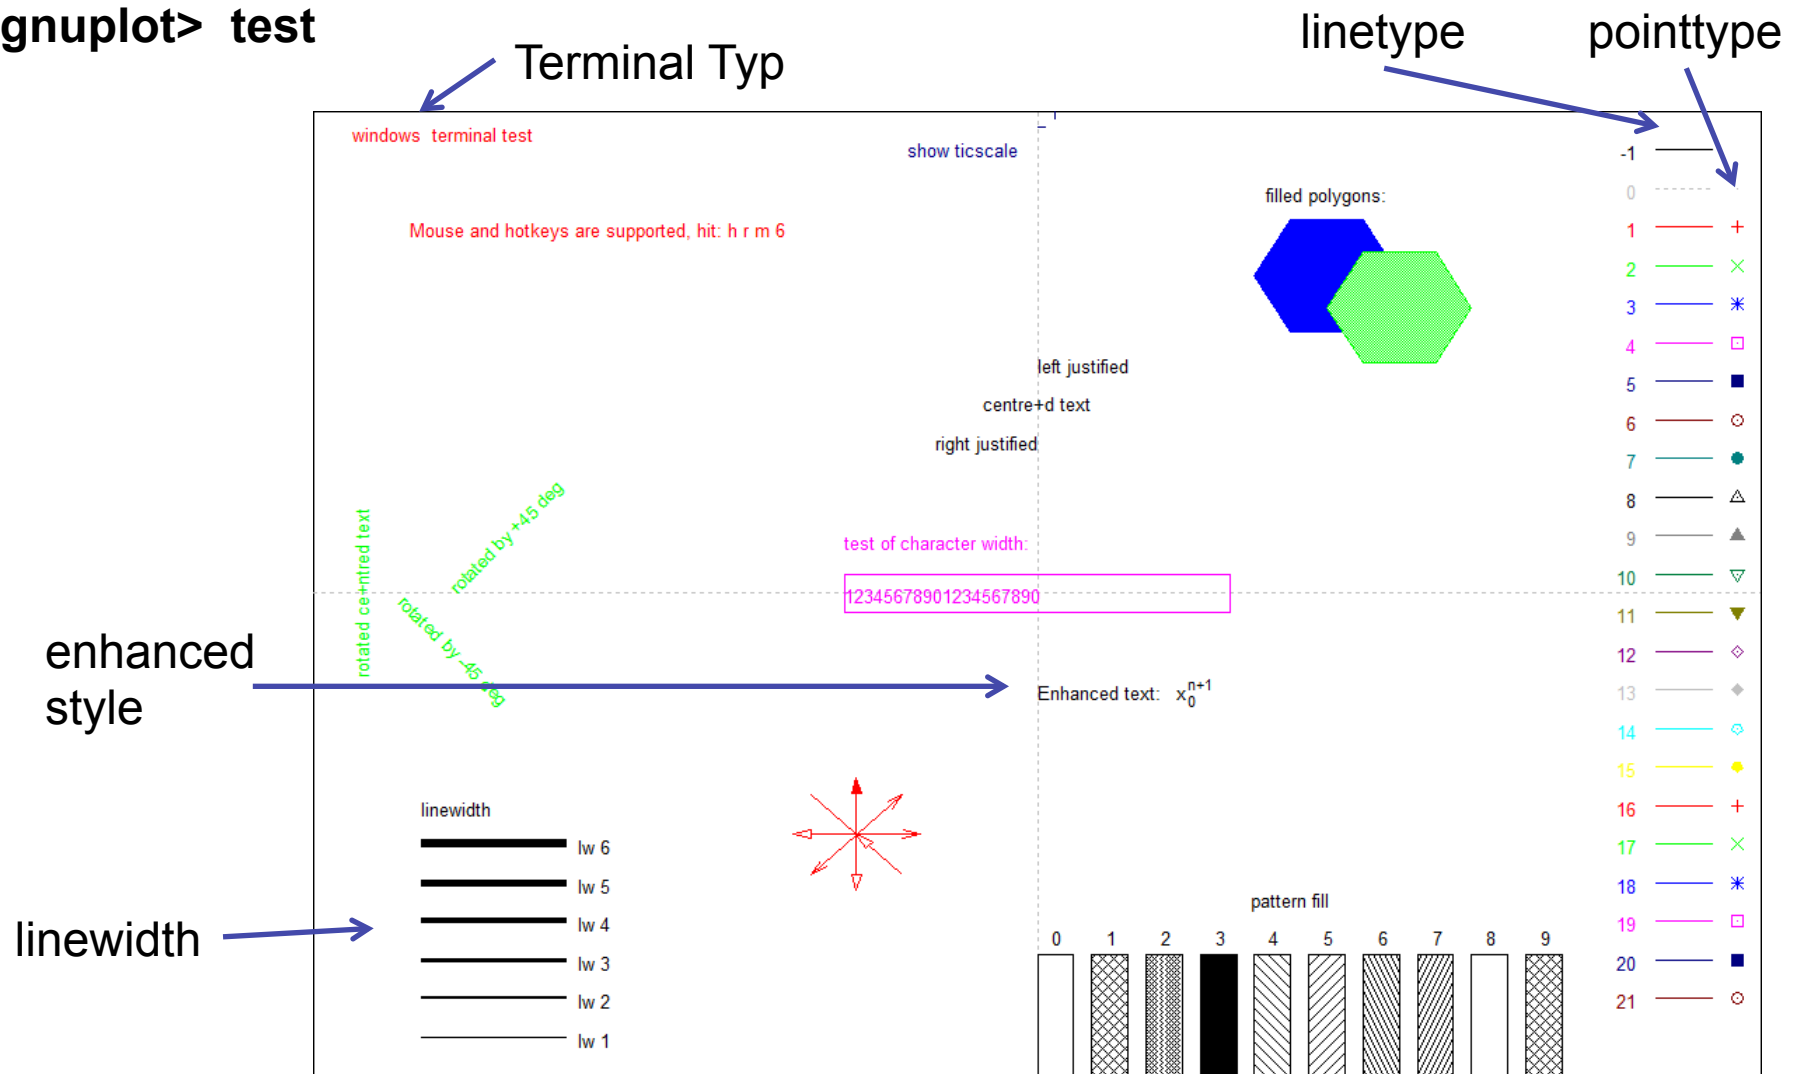 gnuplot> test
Terminal Typ
linetype
pointtype
windows terminal test
show ticscale
Mouse and hotkeys are supported, hit: h r m 6
filled polygons:
left justified
centre+d text
right justified
rotated ce+ntred text
rotated by +45 deg
rotated by -45 deg
test of character width:
12345678901234567890
enhanced
style
Enhanced text: x₀ⁿ⁺¹
linewidth
lw 6
lw 5
lw 4
lw 3
lw 2
lw 1
linewidth
pattern fill
0 1 2 3 4 5 6 7 8 9
-1
0
1
2
3
4
5
6
7
8
9
10
11
12
13
14
15
16
17
18
19
20
21